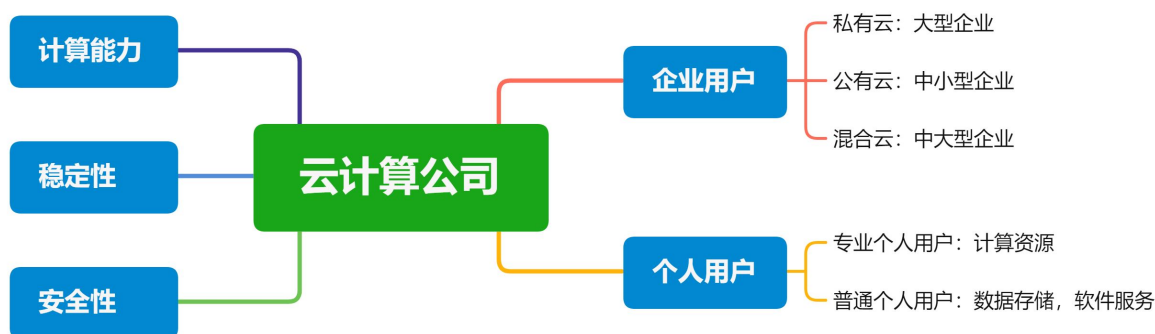 计算能力
稳定性
安全性
云计算公司
企业用户
私有云：大型企业
公有云：中小型企业
混合云：中大型企业
个人用户
专业个人用户：计算资源
普通个人用户：数据存储，软件服务